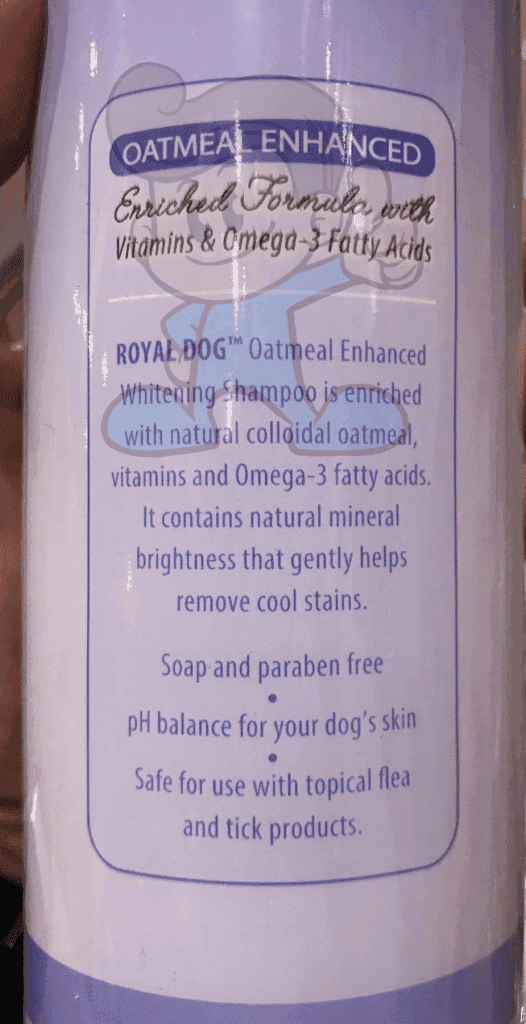 OATMEAL ENHANCED
Enriched Formula with
Vitamins & Omega-3 Fatty Acids
ROYAL DOG™ Oatmeal Enhanced
Whitening Shampoo is enriched
with natural colloidal oatmeal,
vitamins and Omega-3 fatty acids.
It contains natural mineral
brightness that gently helps
remove cool stains.
Soap and paraben free
•
pH balance for your dog's skin
•
Safe for use with topical flea
and tick products.